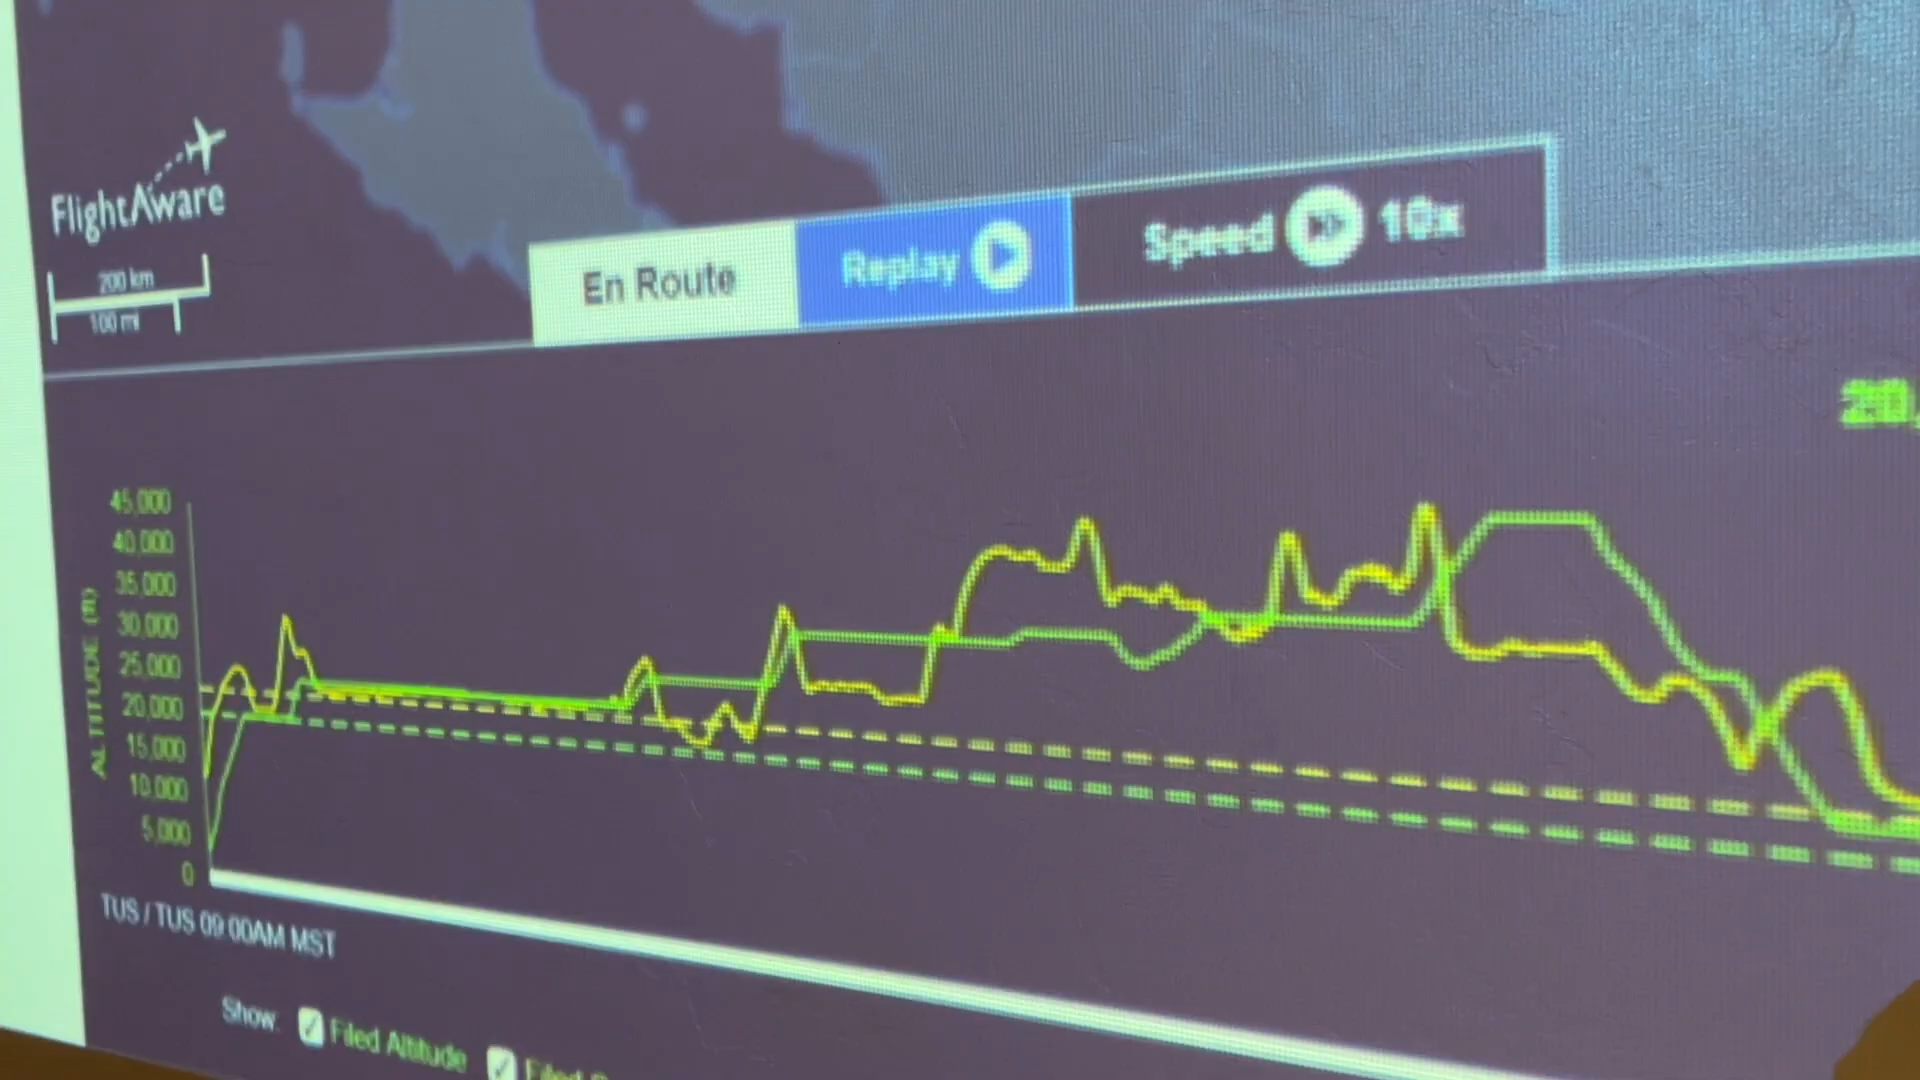 FlightAware
200 km
100 mi
En Route
Replay
Speed 10x
20,
45,000
40,000
35,000
30,000
25,000
20,000
15,000
10,000
5,000
0
ALTITUDE (ft)
TUS / TUS 09:00AM MST
Show: Filed Altitude